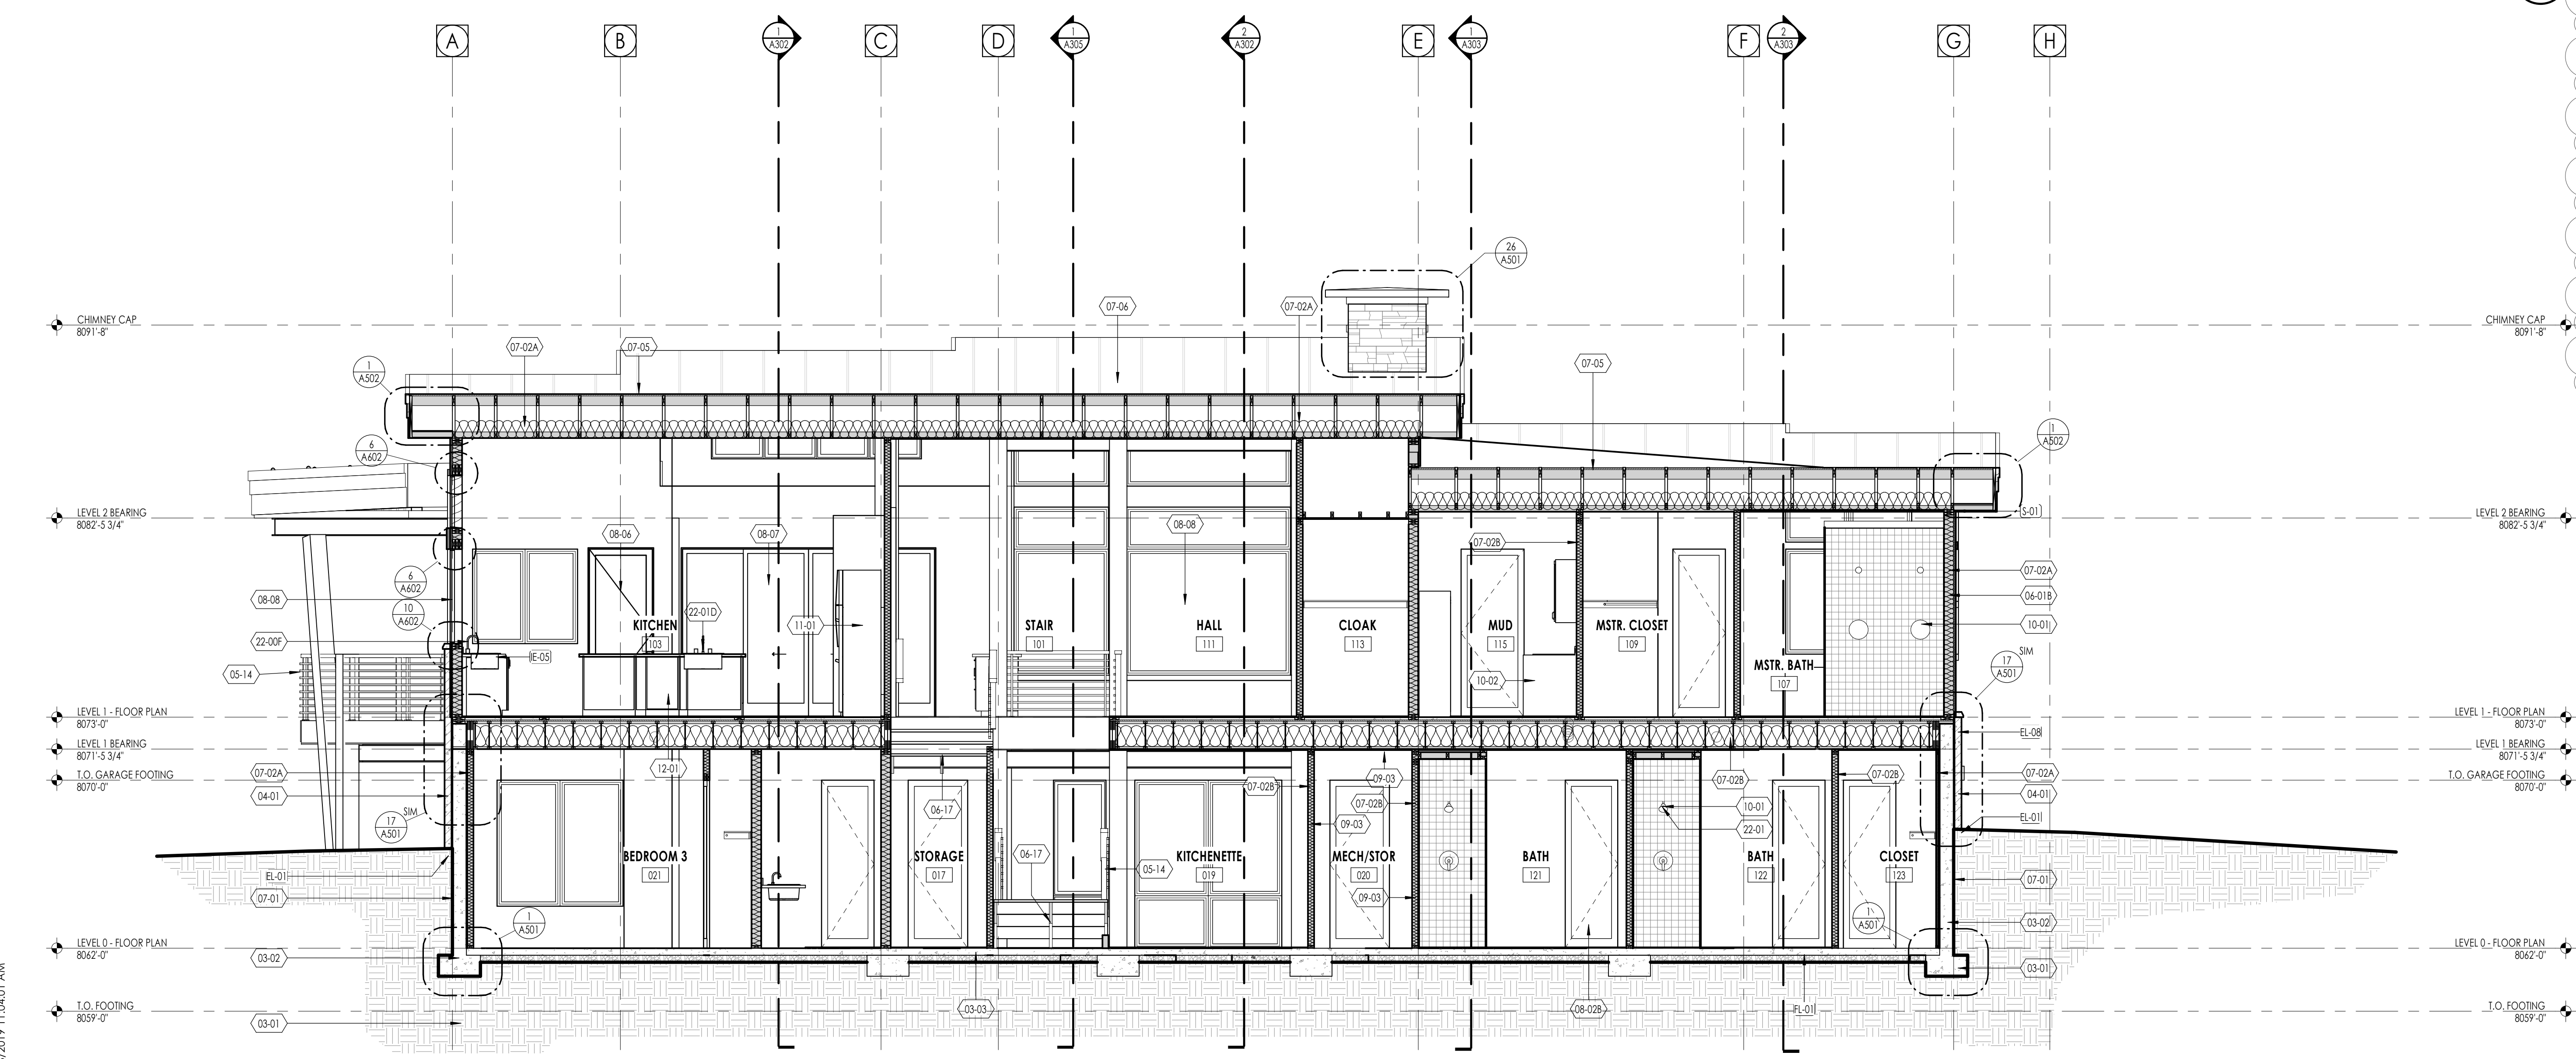 A
B
1
A302
C
D
1
A305
2
A302
E
1
A303
F
2
A303
G
H
26
A501
07-06
07-02A
CHIMNEY CAP
8091'-8"
CHIMNEY CAP
8091'-8"
07-02A
07-05
1
A502
07-05
1
A502
6
A602
LEVEL 2 BEARING
8082'-5 3/4"
S-01
LEVEL 2 BEARING
8082'-5 3/4"
08-06
08-07
08-08
07-02B
6
A602
07-02A
08-08
10
A602
06-01B
22-01D
KITCHEN
103
11-01
STAIR
101
HALL
111
CLOAK
113
MUD
115
MSTR. CLOSET
109
10-01
22-00F
IE-05
MSTR. BATH
107
17
A501
SIM
05-14
10-02
LEVEL 1 - FLOOR PLAN
8073'-0"
LEVEL 1 - FLOOR PLAN
8073'-0"
EL-08
LEVEL 1 BEARING
8071'-5 3/4"
LEVEL 1 BEARING
8071'-5 3/4"
T.O. GARAGE FOOTING
8070'-0"
07-02A
12-01
07-02B
09-03
07-02B
07-02B
07-02A
T.O. GARAGE FOOTING
8070'-0"
04-01
06-17
07-02B
10-01
04-01
SIM
17
A501
09-03
22-01
EL-01
BEDROOM 3
021
STORAGE
017
06-17
05-14
KITCHENETTE
019
MECH/STOR
020
BATH
121
BATH
122
CLOSET
123
EL-01
07-01
09-03
07-01
1
A501
1
A501
03-02
LEVEL 0 - FLOOR PLAN
8062'-0"
LEVEL 0 - FLOOR PLAN
8062'-0"
03-02
03-01
T.O. FOOTING
8059'-0"
03-03
08-02B
FL-01
T.O. FOOTING
8059'-0"
03-01